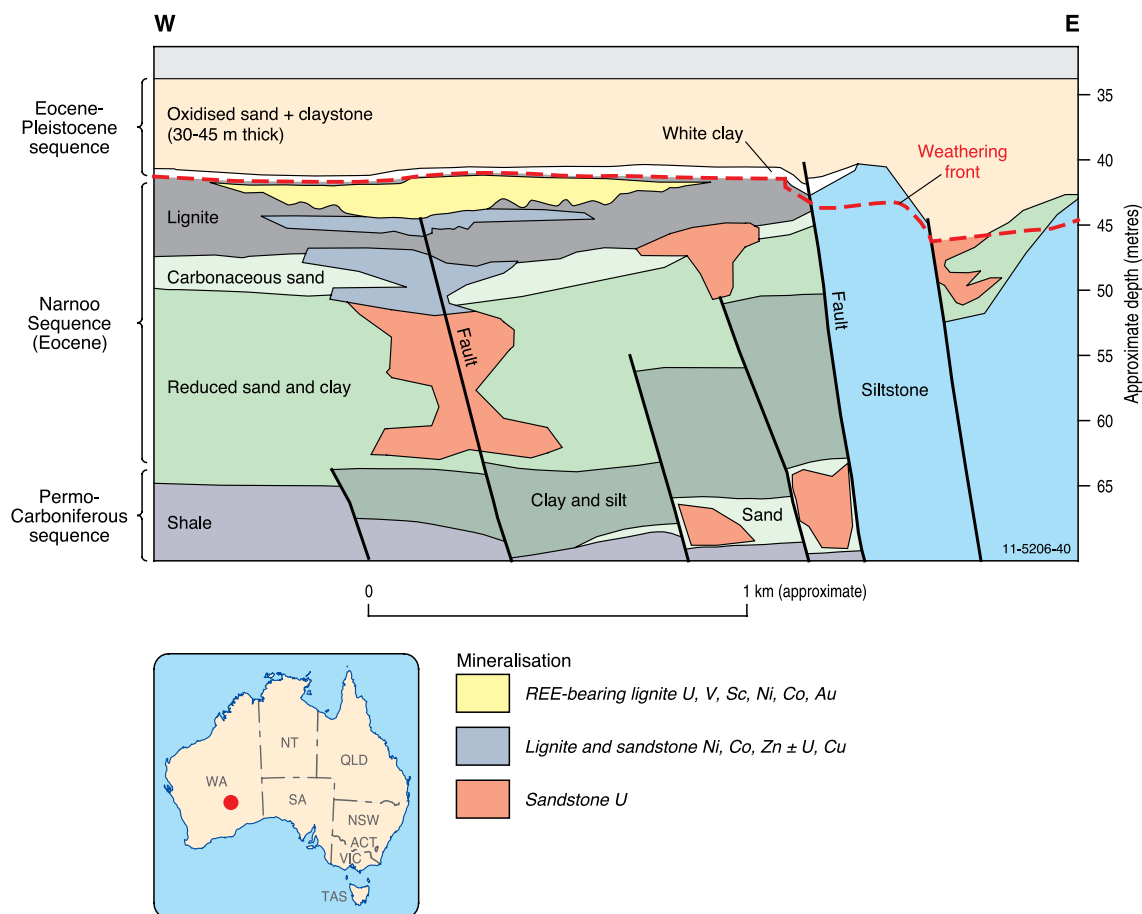 W
E
Eocene-
Pleistocene
sequence
Oxidised sand + claystone
(30-45 m thick)
White clay
Weathering
front
35
40
45
50
55
60
65
Approximate depth (metres)
Lignite
Carbonaceous sand
Narnoo
Sequence
(Eocene)
Fault
Fault
Reduced sand and clay
Siltstone
Permo-
Carboniferous
sequence
Shale
Clay and silt
Sand
11-5206-40
0
1 km (approximate)
Mineralisation
REE-bearing lignite U, V, Sc, Ni, Co, Au
Lignite and sandstone Ni, Co, Zn ± U, Cu
Sandstone U
NT
QLD
WA
SA
NSW
ACT
VIC
TAS